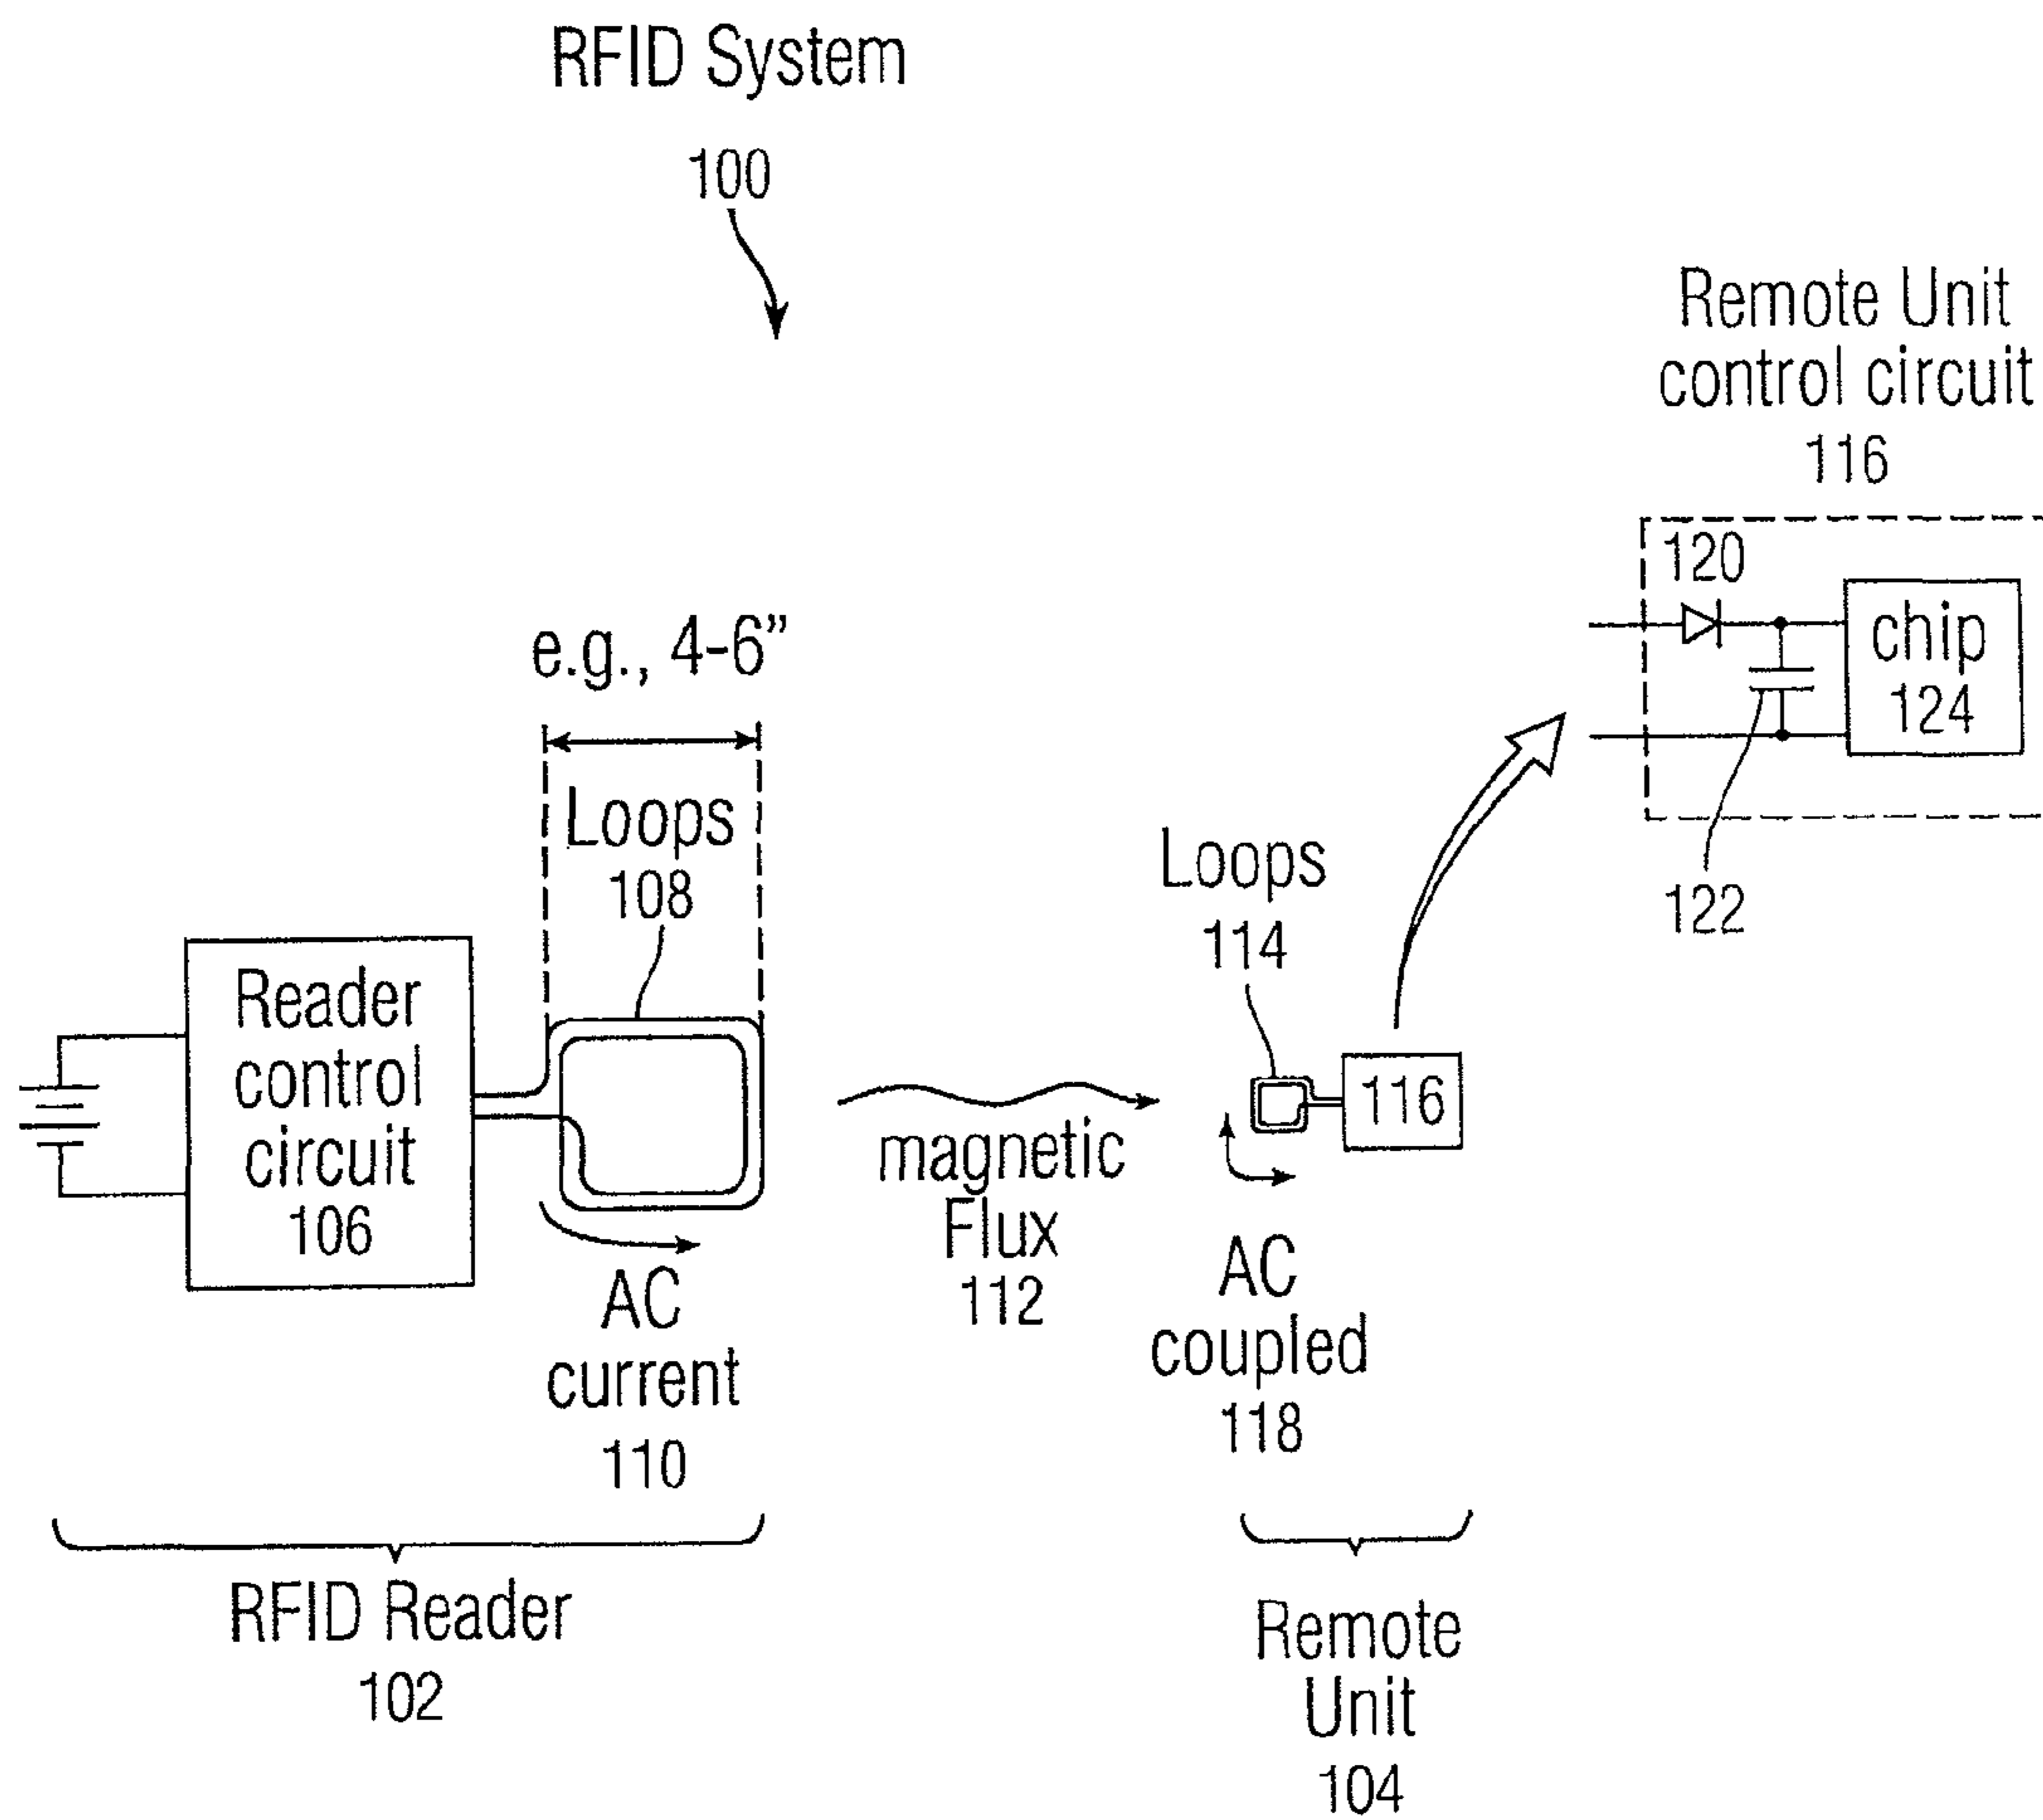 RFID System
100
Remote Unit
control circuit
116
120
chip
124
122
e.g., 4-6”
Loops
108
Reader
control
circuit
106
AC
current
110
magnetic
Flux
112
Loops
114
116
AC
coupled
118
RFID Reader
102
Remote
Unit
104